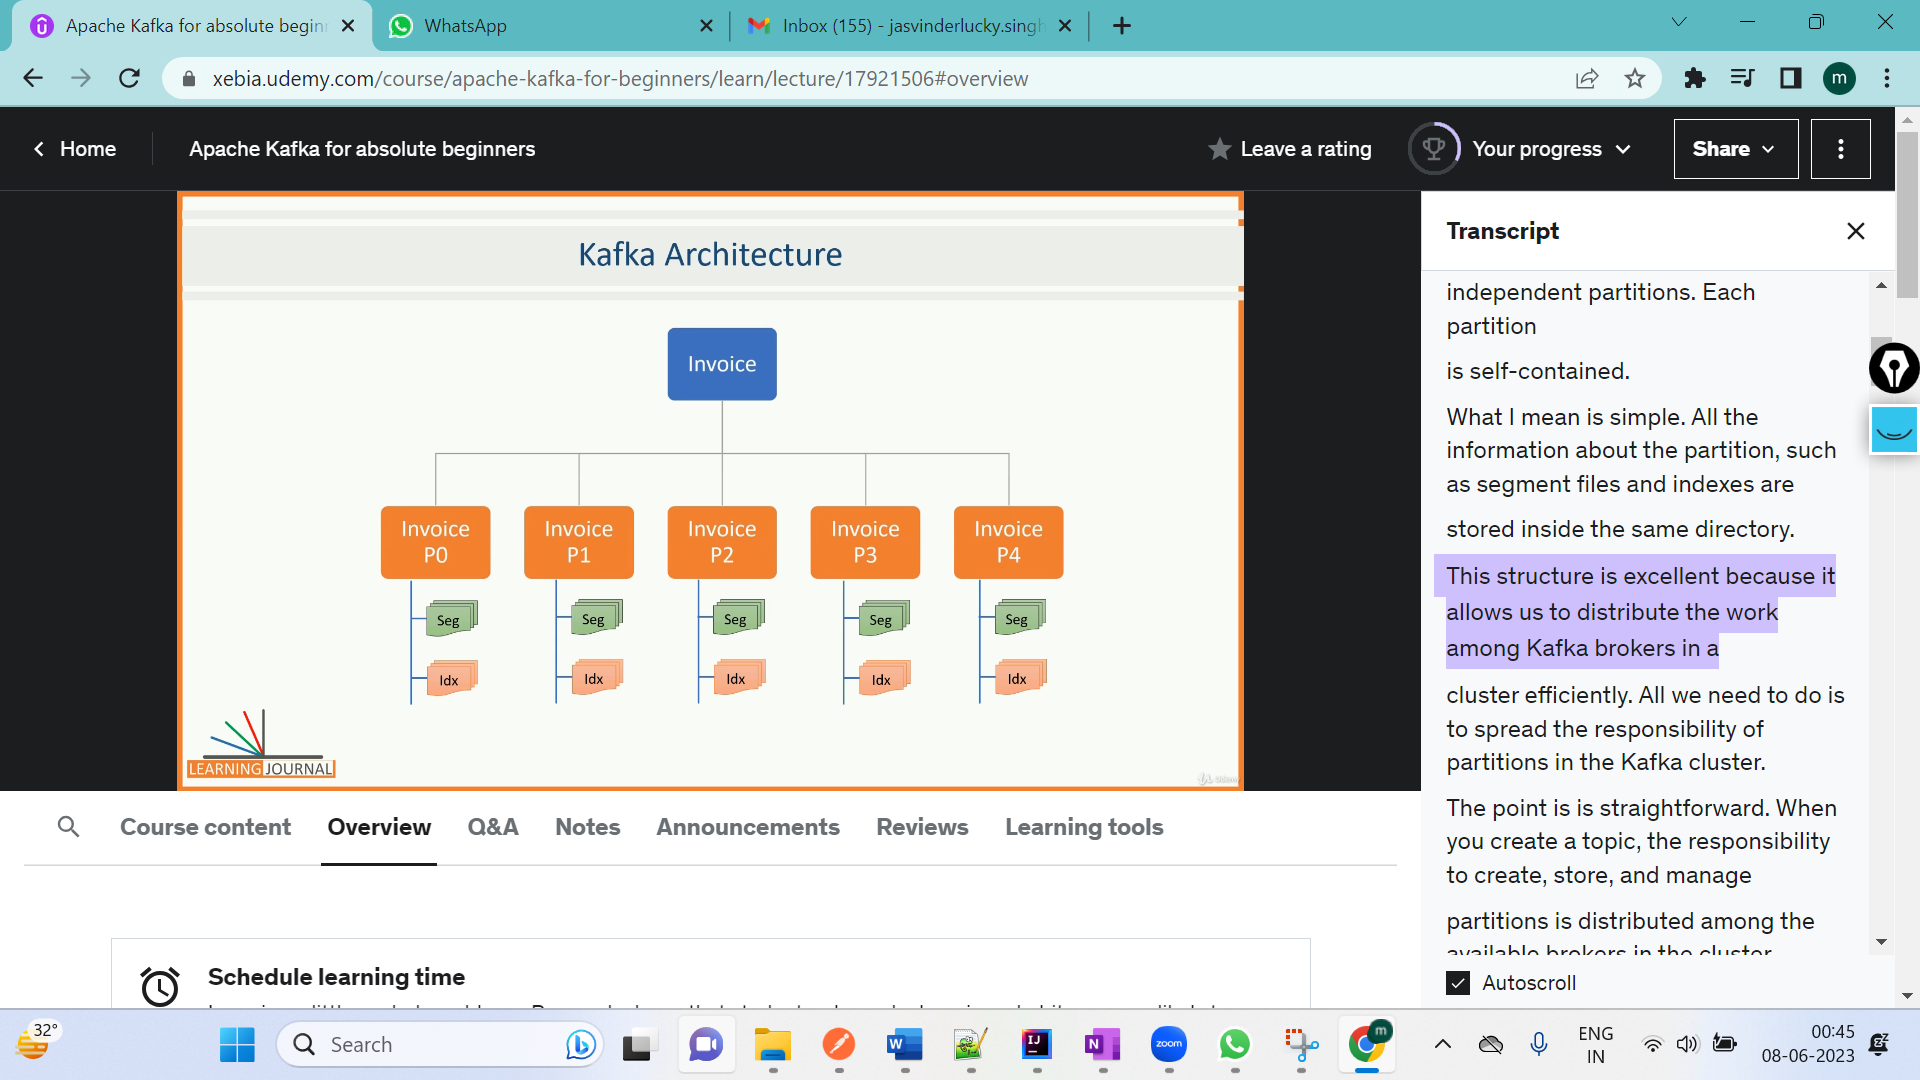 Apache Kafka for absolute begin
WhatsApp
Inbox (155) - jasvinderlucky.singh
xebia.udemy.com/course/apache-kafka-for-beginners/learn/lecture/17921506#overview
m
Home
Apache Kafka for absolute beginners
Leave a rating
Your progress
Share
Kafka Architecture
Invoice
Invoice P0
Invoice P1
Invoice P2
Invoice P3
Invoice P4
Seg
Seg
Seg
Seg
Seg
Idx
Idx
Idx
Idx
Idx
LEARNING JOURNAL
Transcript
independent partitions. Each
partition
is self-contained.
What I mean is simple. All the
information about the partition, such
as segment files and indexes are
stored inside the same directory.
This structure is excellent because it
allows us to distribute the work
among Kafka brokers in a
cluster efficiently. All we need to do is
to spread the responsibility of
partitions in the Kafka cluster.
The point is is straightforward. When
you create a topic, the responsibility
to create, store, and manage
partitions is distributed among the
available brokers in the cluster
Autoscroll
Course content
Overview
Q&A
Notes
Announcements
Reviews
Learning tools
Schedule learning time
32°
Search
W
IJ
N
zoom
m
ENG
IN
00:45
08-06-2023